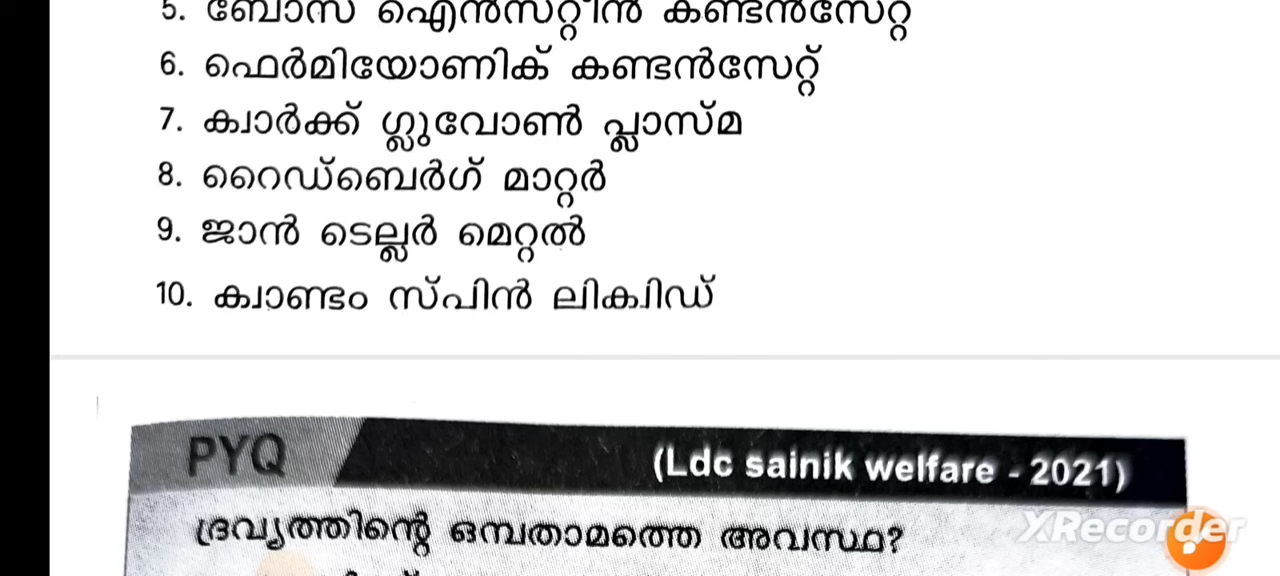 5. ബോസ് ഐൻസ്റ്റീൻ കണ്ടൻസേറ്റ്
6. ഫെർമിയോണിക് കണ്ടൻസേറ്റ്
7. ക്വാർക്ക് ഗ്ലുവോൺ പ്ലാസ്മ
8. റൈഡ്ബെർഗ് മാറ്റർ
9. ജാൻ ടെല്ലർ മെറ്റൽ
10. ക്വാണ്ടം സ്പിൻ ലിക്വിഡ്
PYQ (Ldc sainik welfare - 2021)
ദ്രവ്യത്തിന്റെ ഒമ്പതാമത്തെ അവസ്ഥ?
XRecorder